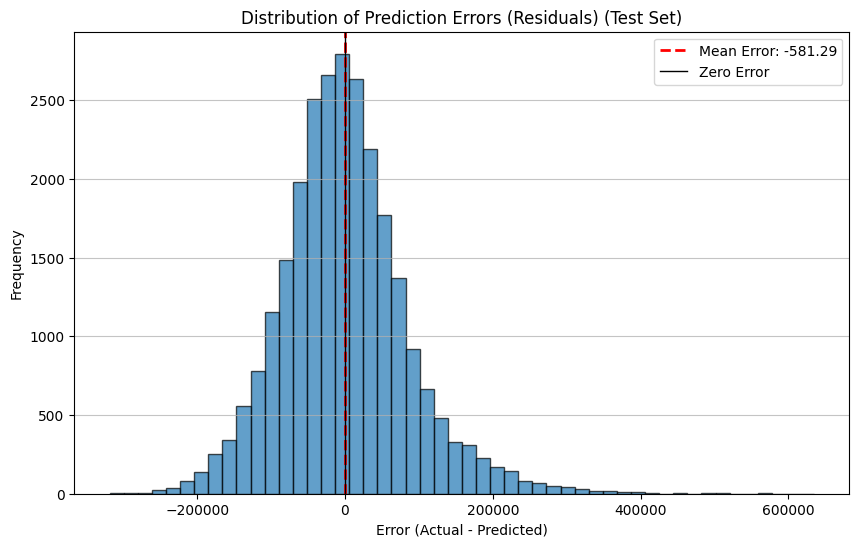 Distribution of Prediction Errors (Residuals) (Test Set)
Mean Error: -581.29
Zero Error
Frequency
2500
2000
1500
1000
500
0
−200000 0 200000 400000 600000
Error (Actual - Predicted)